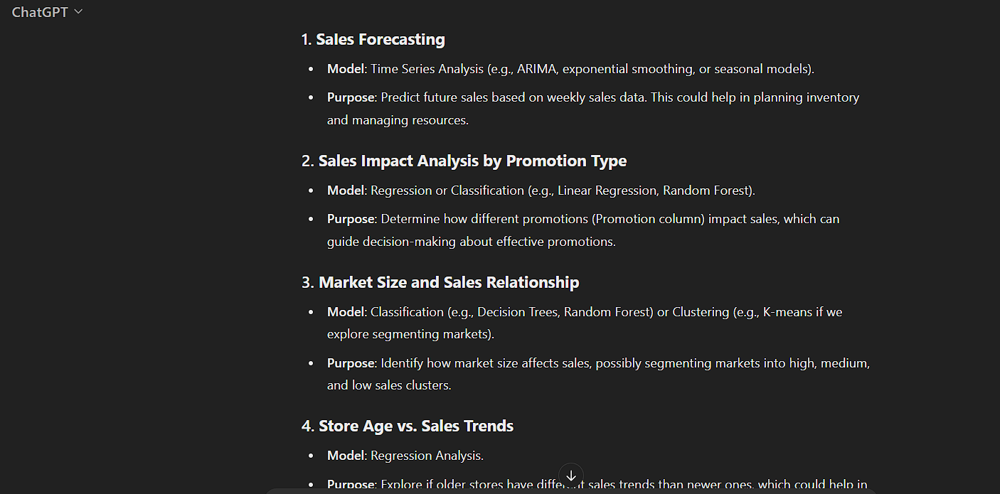 ChatGPT
1. Sales Forecasting
• Model: Time Series Analysis (e.g., ARIMA, exponential smoothing, or seasonal models).
• Purpose: Predict future sales based on weekly sales data. This could help in planning inventory
and managing resources.
2. Sales Impact Analysis by Promotion Type
• Model: Regression or Classification (e.g., Linear Regression, Random Forest).
• Purpose: Determine how different promotions (Promotion column) impact sales, which can
guide decision-making about effective promotions.
3. Market Size and Sales Relationship
• Model: Classification (e.g., Decision Trees, Random Forest) or Clustering (e.g., K-means if we
explore segmenting markets).
• Purpose: Identify how market size affects sales, possibly segmenting markets into high, medium,
and low sales clusters.
4. Store Age vs. Sales Trends
• Model: Regression Analysis.
• Purpose: Explore if older stores have different sales trends than newer ones, which could help in